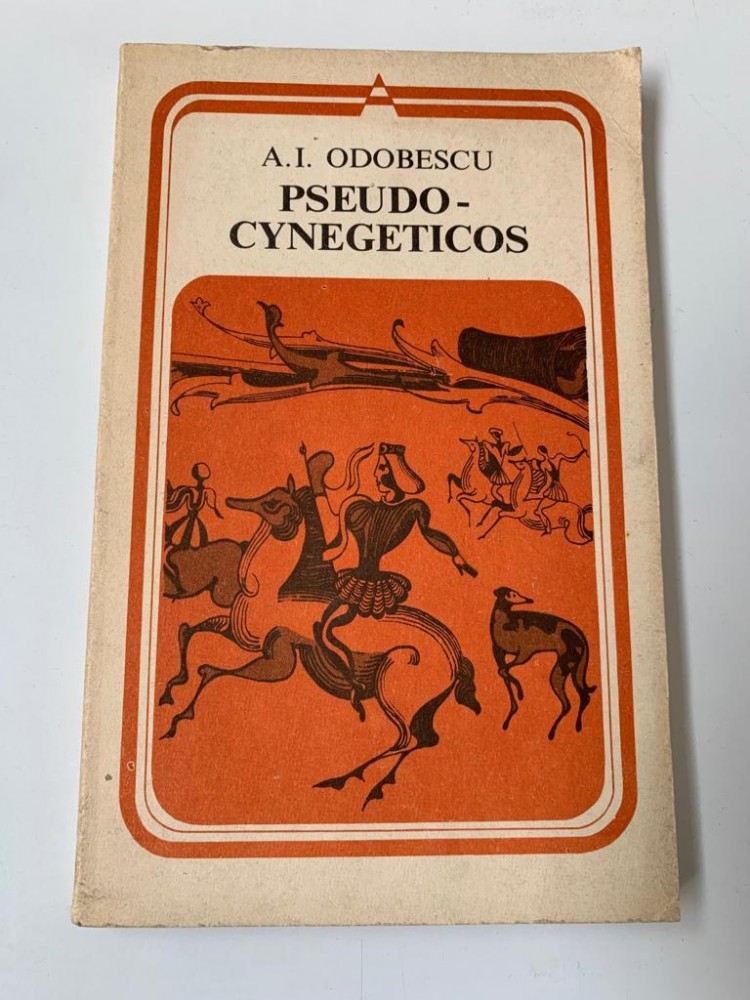 A.I. ODOBESCU
PSEUDO-
CYNEGETICOS